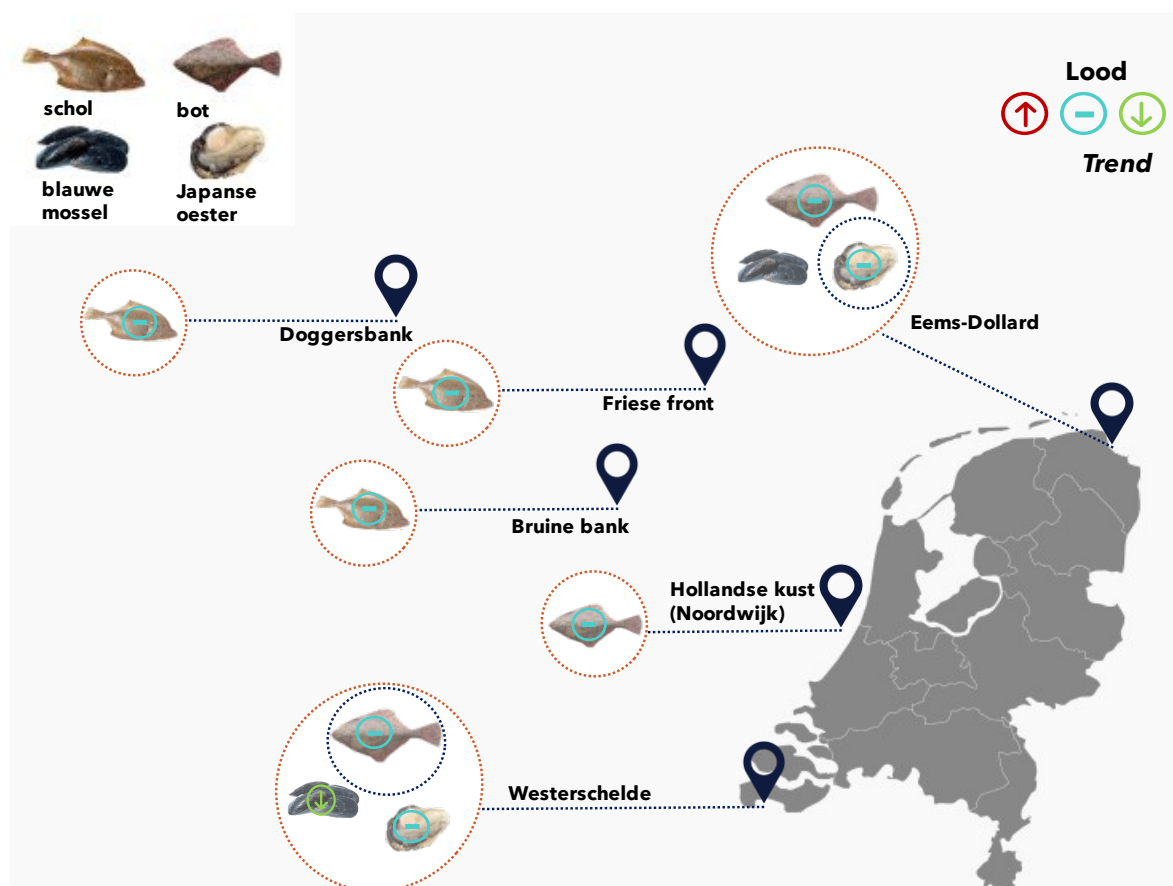 schol
bot
blauwe
mossel
Japanse
oester
Lood
Trend
Doggersbank
Eems-Dollard
Friese front
Bruine bank
Hollandse kust
(Noordwijk)
Westerschelde